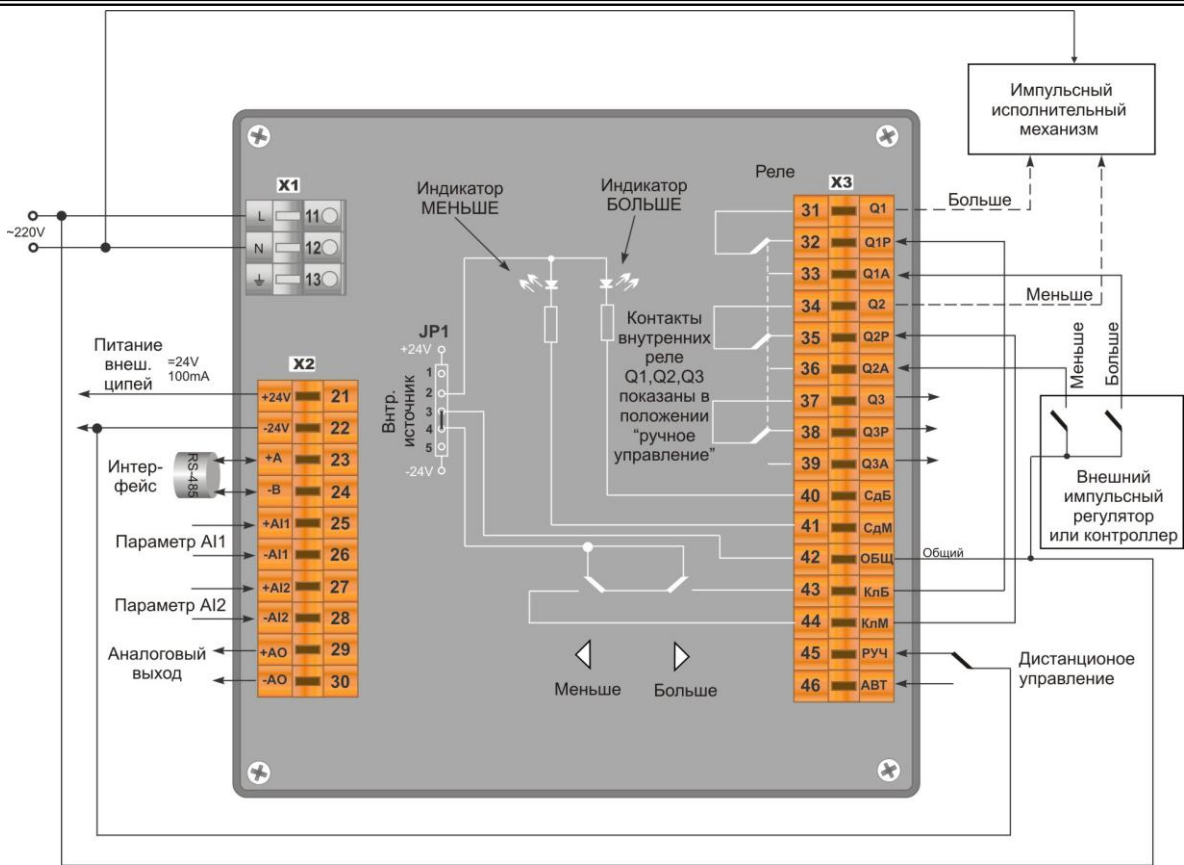 Импульсный
исполнительный
механизм
Реле
X1
X3
Индикатор
МЕНЬШЕ
Индикатор
БОЛЬШЕ
~220V
L 11
N 12
13
31 Q1
32 Q1P
33 Q1A
34 Q2
35 Q2P
36 Q2A
37 Q3
38 Q3P
39 Q3A
40 СдБ
41 СдМ
42 ОБЩ
43 КлБ
44 КлМ
45 РУЧ
46 АВТ
Больше
Меньше
Меньше
Больше
Контакты
внутренних
реле
Q1,Q2,Q3
показаны в
положении
“ручное
управление”
JP1
+24V
1
2
3
4
5
-24V
Внтр.
источник
Питание
внеш.
ципей
=24V
100mA
X2
+24V 21
-24V 22
+A 23
-B 24
+AI1 25
-AI1 26
+AI2 27
-AI2 28
+AO 29
-AO 30
Интер-
фейс
RS-485
Параметр AI1
Параметр AI2
Аналоговый
выход
Внешний
импульсный
регулятор
или контроллер
Общий
Меньше
Больше
Дистанционое
управление